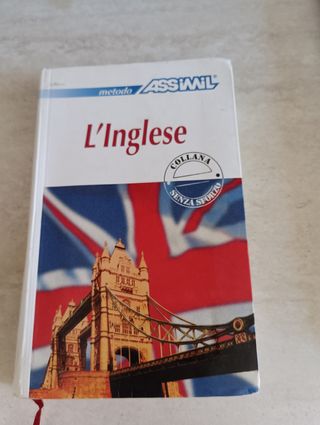 metodo ASSiMiL®
L'Inglese
COLLANA
SENZA SFORZO